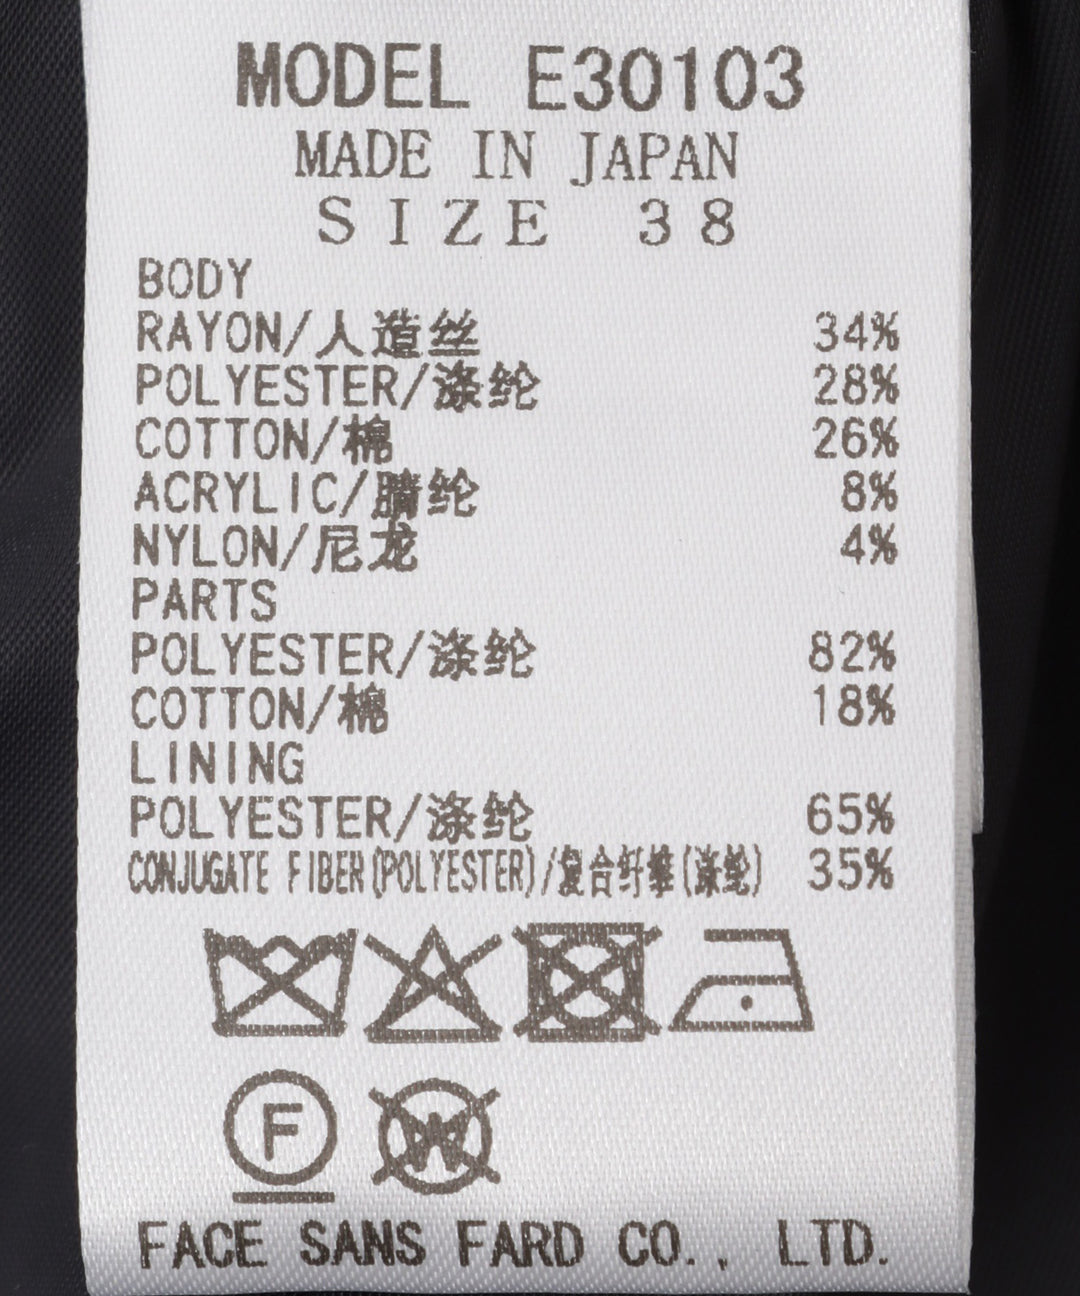 MODEL E30103
MADE IN JAPAN
SIZE 38
BODY
RAYON/人造丝 34%
POLYESTER/涤纶 28%
COTTON/棉 26%
ACRYLIC/腈纶 8%
NYLON/尼龙 4%
PARTS
POLYESTER/涤纶 82%
COTTON/棉 18%
LINING
POLYESTER/涤纶 65%
CONJUGATE FIBER(POLYESTER)/复合纤维(涤纶) 35%
F W
FACE SANS FARD CO., LTD.